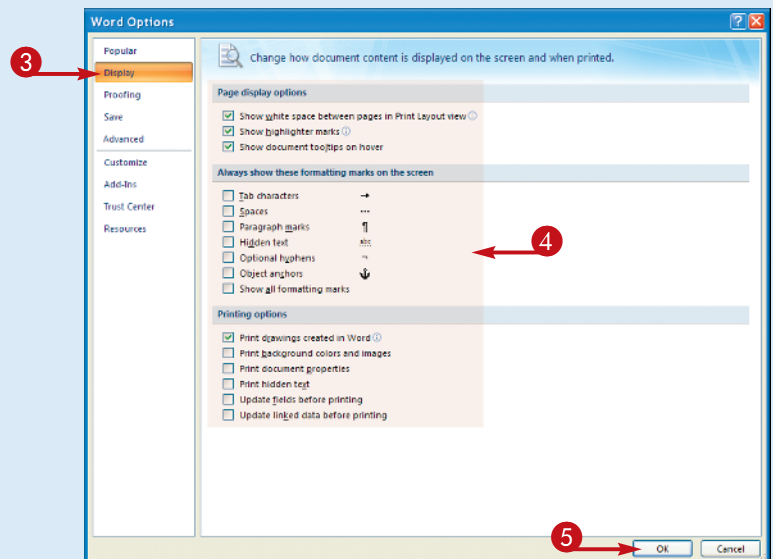 Word Options
Popular
3
Display
Proofing
Save
Advanced
Customize
Add-Ins
Trust Center
Resources
Change how document content is displayed on the screen and when printed.
Page display options
Show white space between pages in Print Layout view
Show highlighter marks
Show document tooltips on hover
Always show these formatting marks on the screen
Tab characters →
Spaces ···
Paragraph marks ¶
Hidden text abc
Optional hyphens ¬
Object anchors
Show all formatting marks
4
Printing options
Print drawings created in Word
Print background colors and images
Print document properties
Print hidden text
Update fields before printing
Update linked data before printing
5
OK Cancel